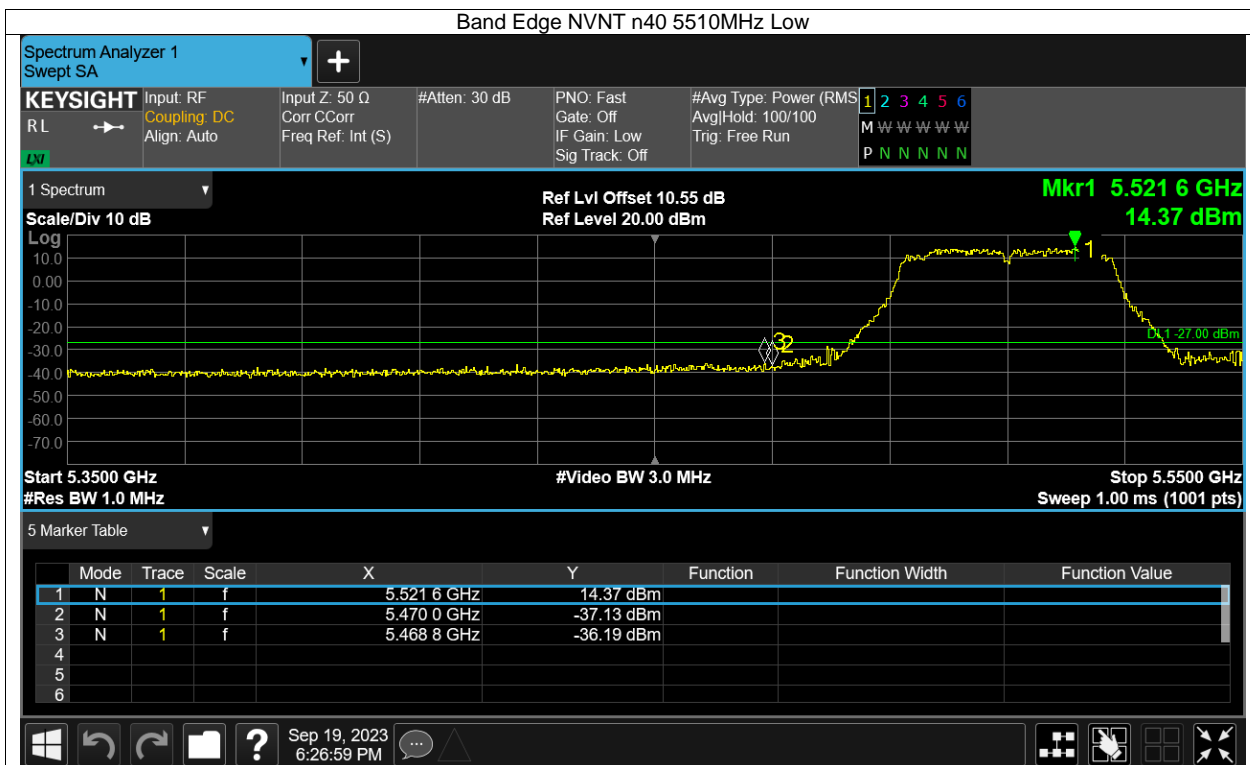 Band Edge NVNT n40 5510MHz Low
Spectrum Analyzer 1
Swept SA
KEYSIGHT Input: RF Input Z: 50 Ω #Atten: 30 dB PNO: Fast #Avg Type: Power (RMS 1 2 3 4 5 6
RL Coupling: DC Corr CCorr Gate: Off Avg|Hold: 100/100 M W W W W W
Align: Auto Freq Ref: Int (S) IF Gain: Low Trig: Free Run
LXI Sig Track: Off P N N N N N N
1 Spectrum Ref Lvl Offset 10.55 dB Mkr1 5.521 6 GHz
Scale/Div 10 dB Ref Level 20.00 dBm 14.37 dBm
Log
1
10.0
0.00
-10.0
-20.0
DL1 -27.00 dBm
3 2
-30.0
-40.0
-50.0
-60.0
-70.0
Start 5.3500 GHz #Video BW 3.0 MHz Stop 5.5500 GHz
#Res BW 1.0 MHz Sweep 1.00 ms (1001 pts)
5 Marker Table
Mode Trace Scale X Y Function Function Width Function Value
1 N 1 f 5.521 6 GHz 14.37 dBm
2 N 1 f 5.470 0 GHz -37.13 dBm
3 N 1 f 5.468 8 GHz -36.19 dBm
4
5
6
? Sep 19, 2023
6:26:59 PM